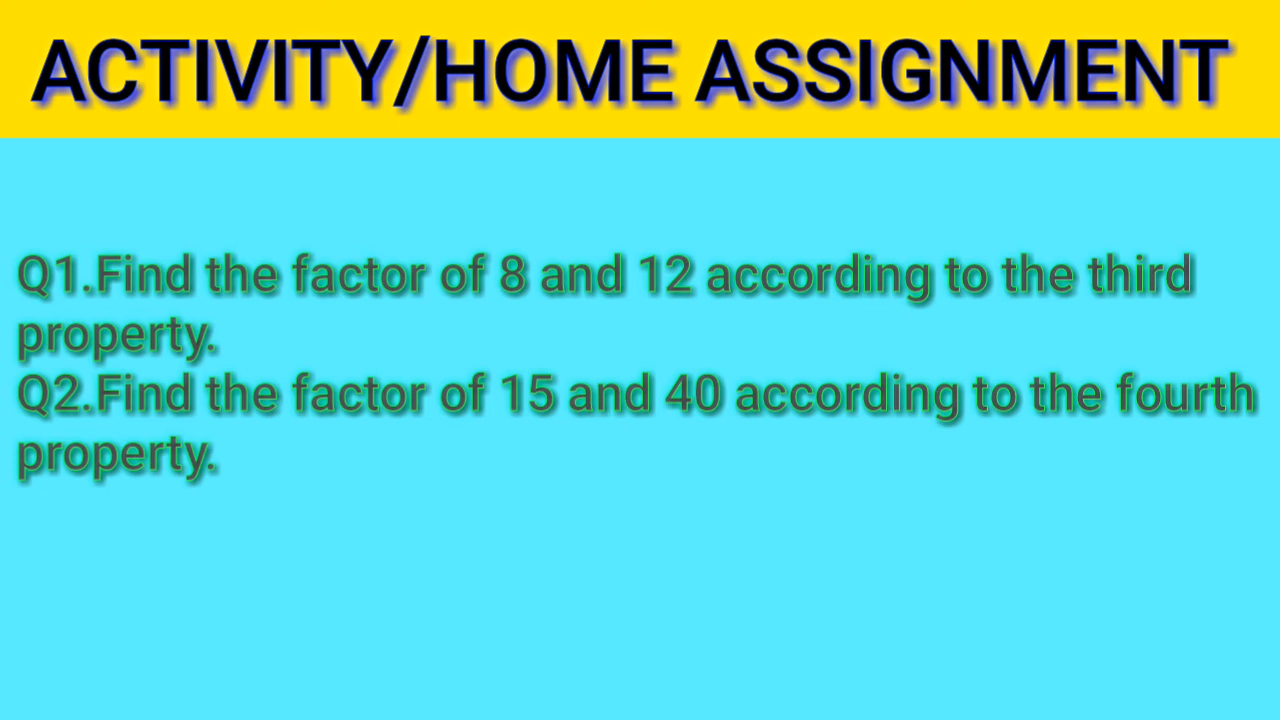 ACTIVITY/HOME ASSIGNMENT
Q1.Find the factor of 8 and 12 according to the third
property.
Q2.Find the factor of 15 and 40 according to the fourth
property.